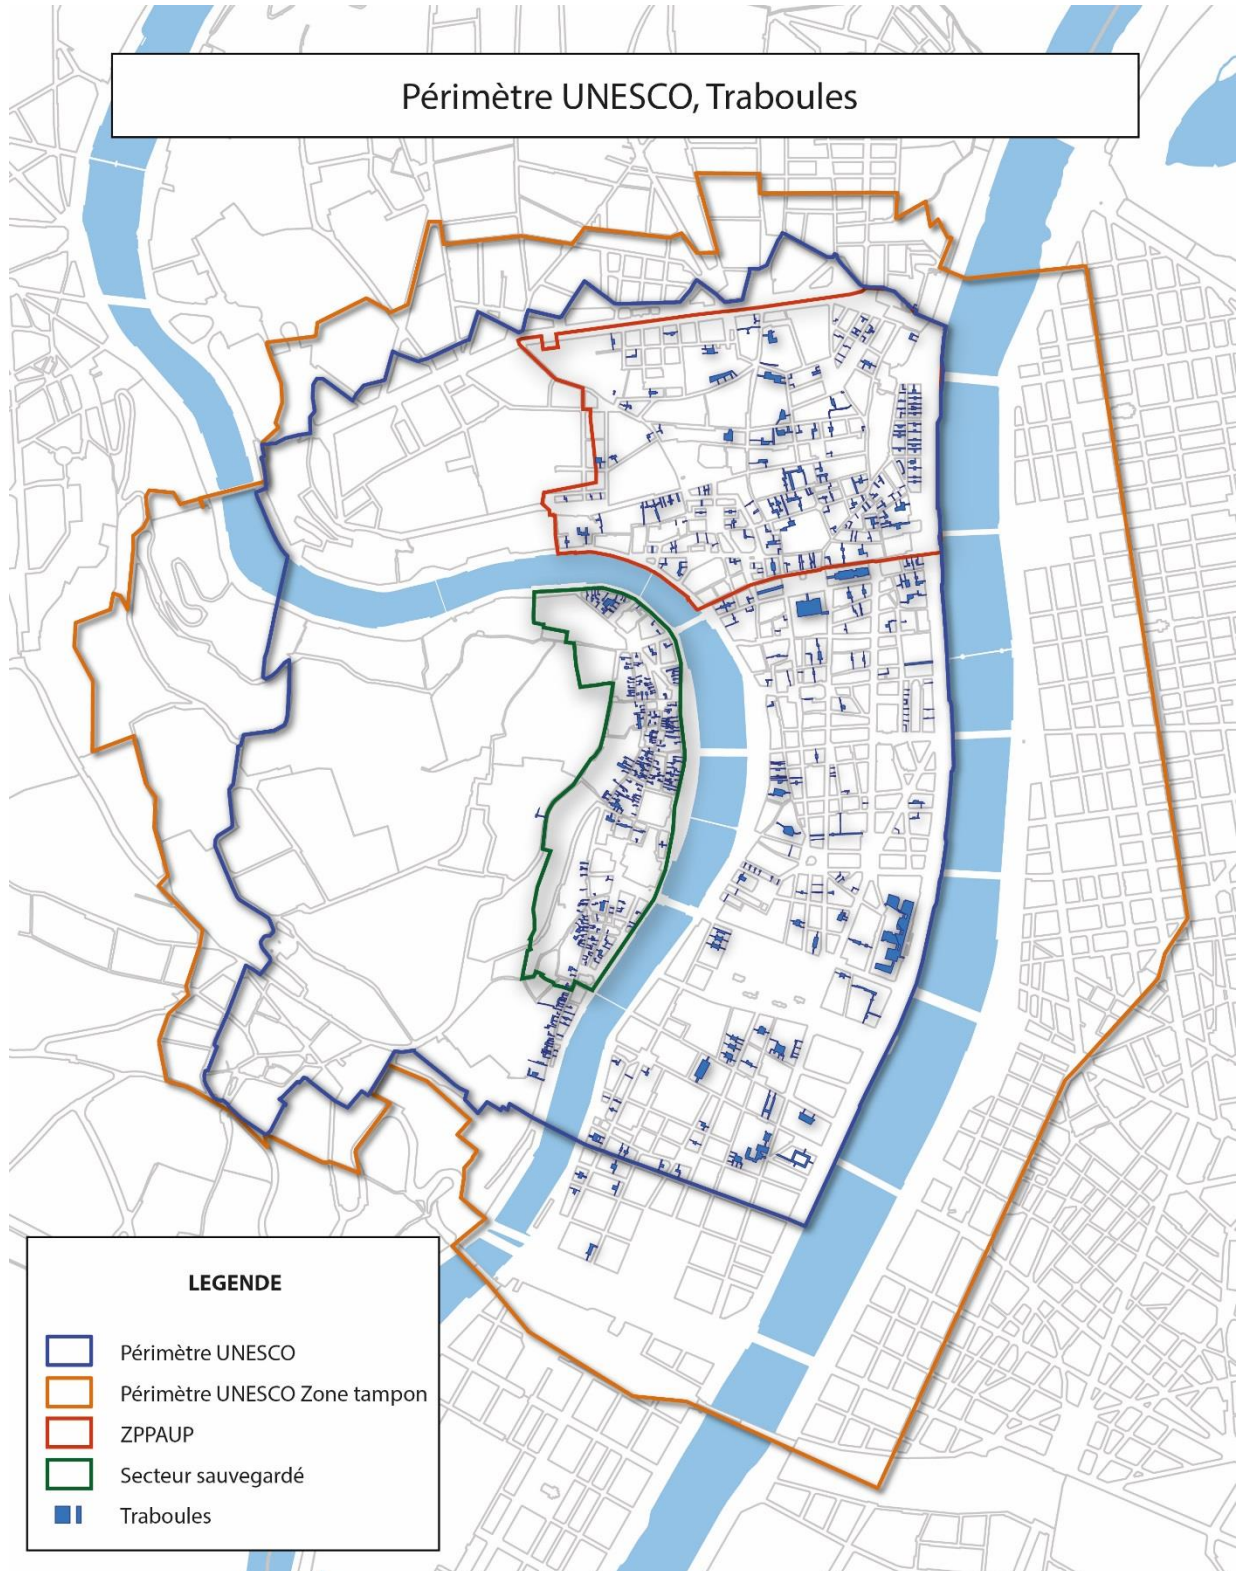 Périmètre UNESCO, Traboules
LEGENDE
Périmètre UNESCO
Périmètre UNESCO Zone tampon
ZPPAUP
Secteur sauvegardé
Traboules